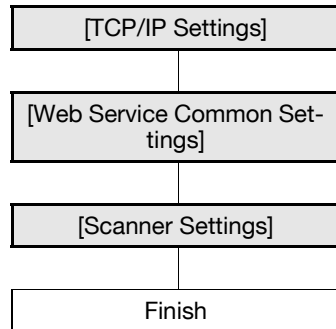 [TCP/IP Settings]
[Web Service Common Set-
tings]
[Scanner Settings]
Finish